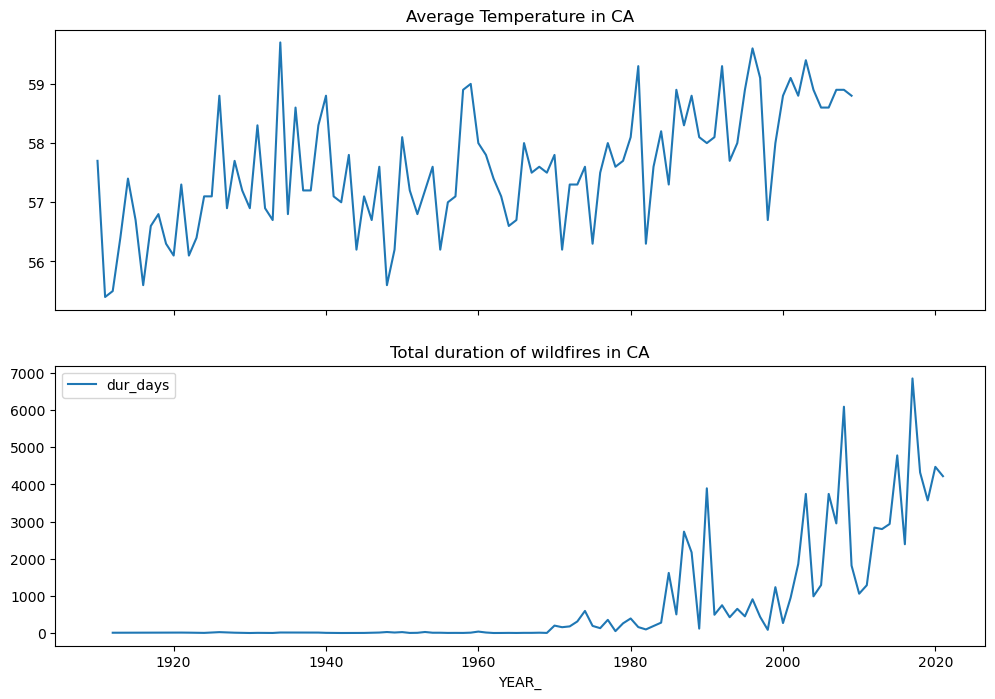 Average Temperature in CA
59
58
57
56
Total duration of wildfires in CA
dur_days
7000
6000
5000
4000
3000
2000
1000
0
1920 1940 1960 1980 2000 2020
YEAR_